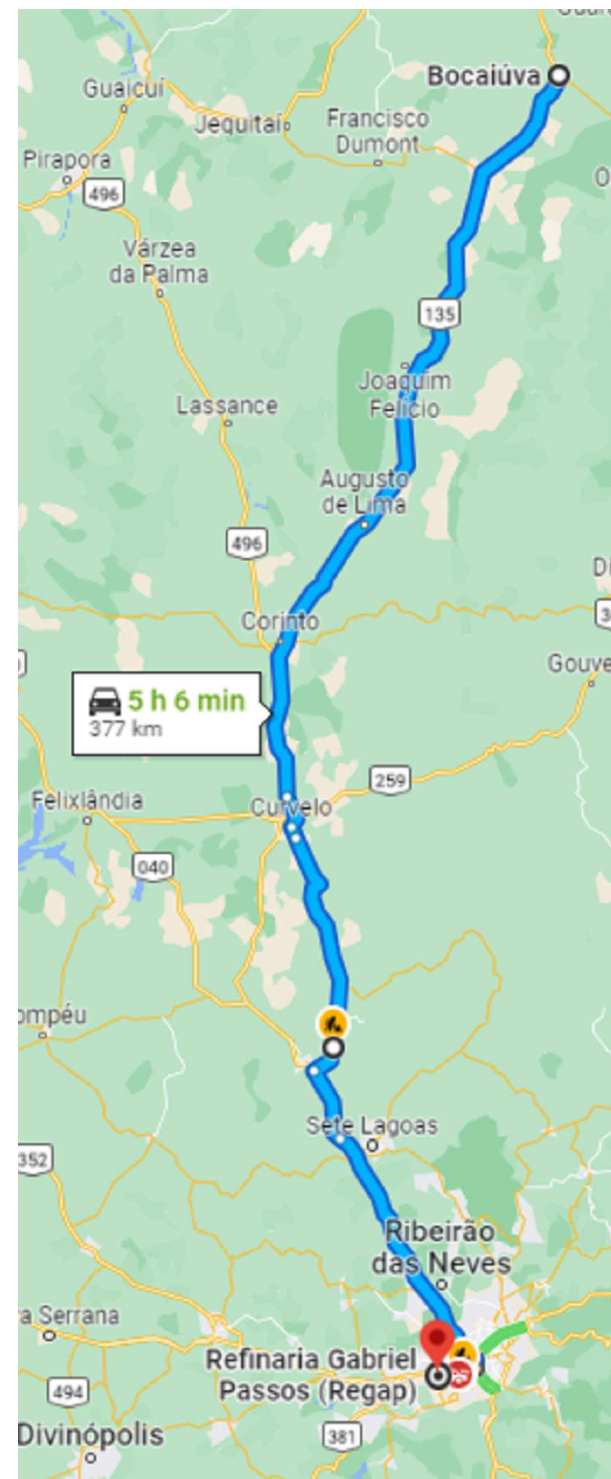 Bocaiúva
Guaicuí
Jequitaí
Francisco
Dumont
Pirapora
496
Várzea
da Palma
135
Joaquim
Felício
Lassance
Augusto
de Lima
496
Corinto
Gouve
5 h 6 min
377 km
259
Felixlândia
Curvelo
040
ompéu
Sete Lagoas
352
Ribeirão
das Neves
a Serrana
Refinaria Gabriel
Passos (Regap)
494
381
Divinópolis